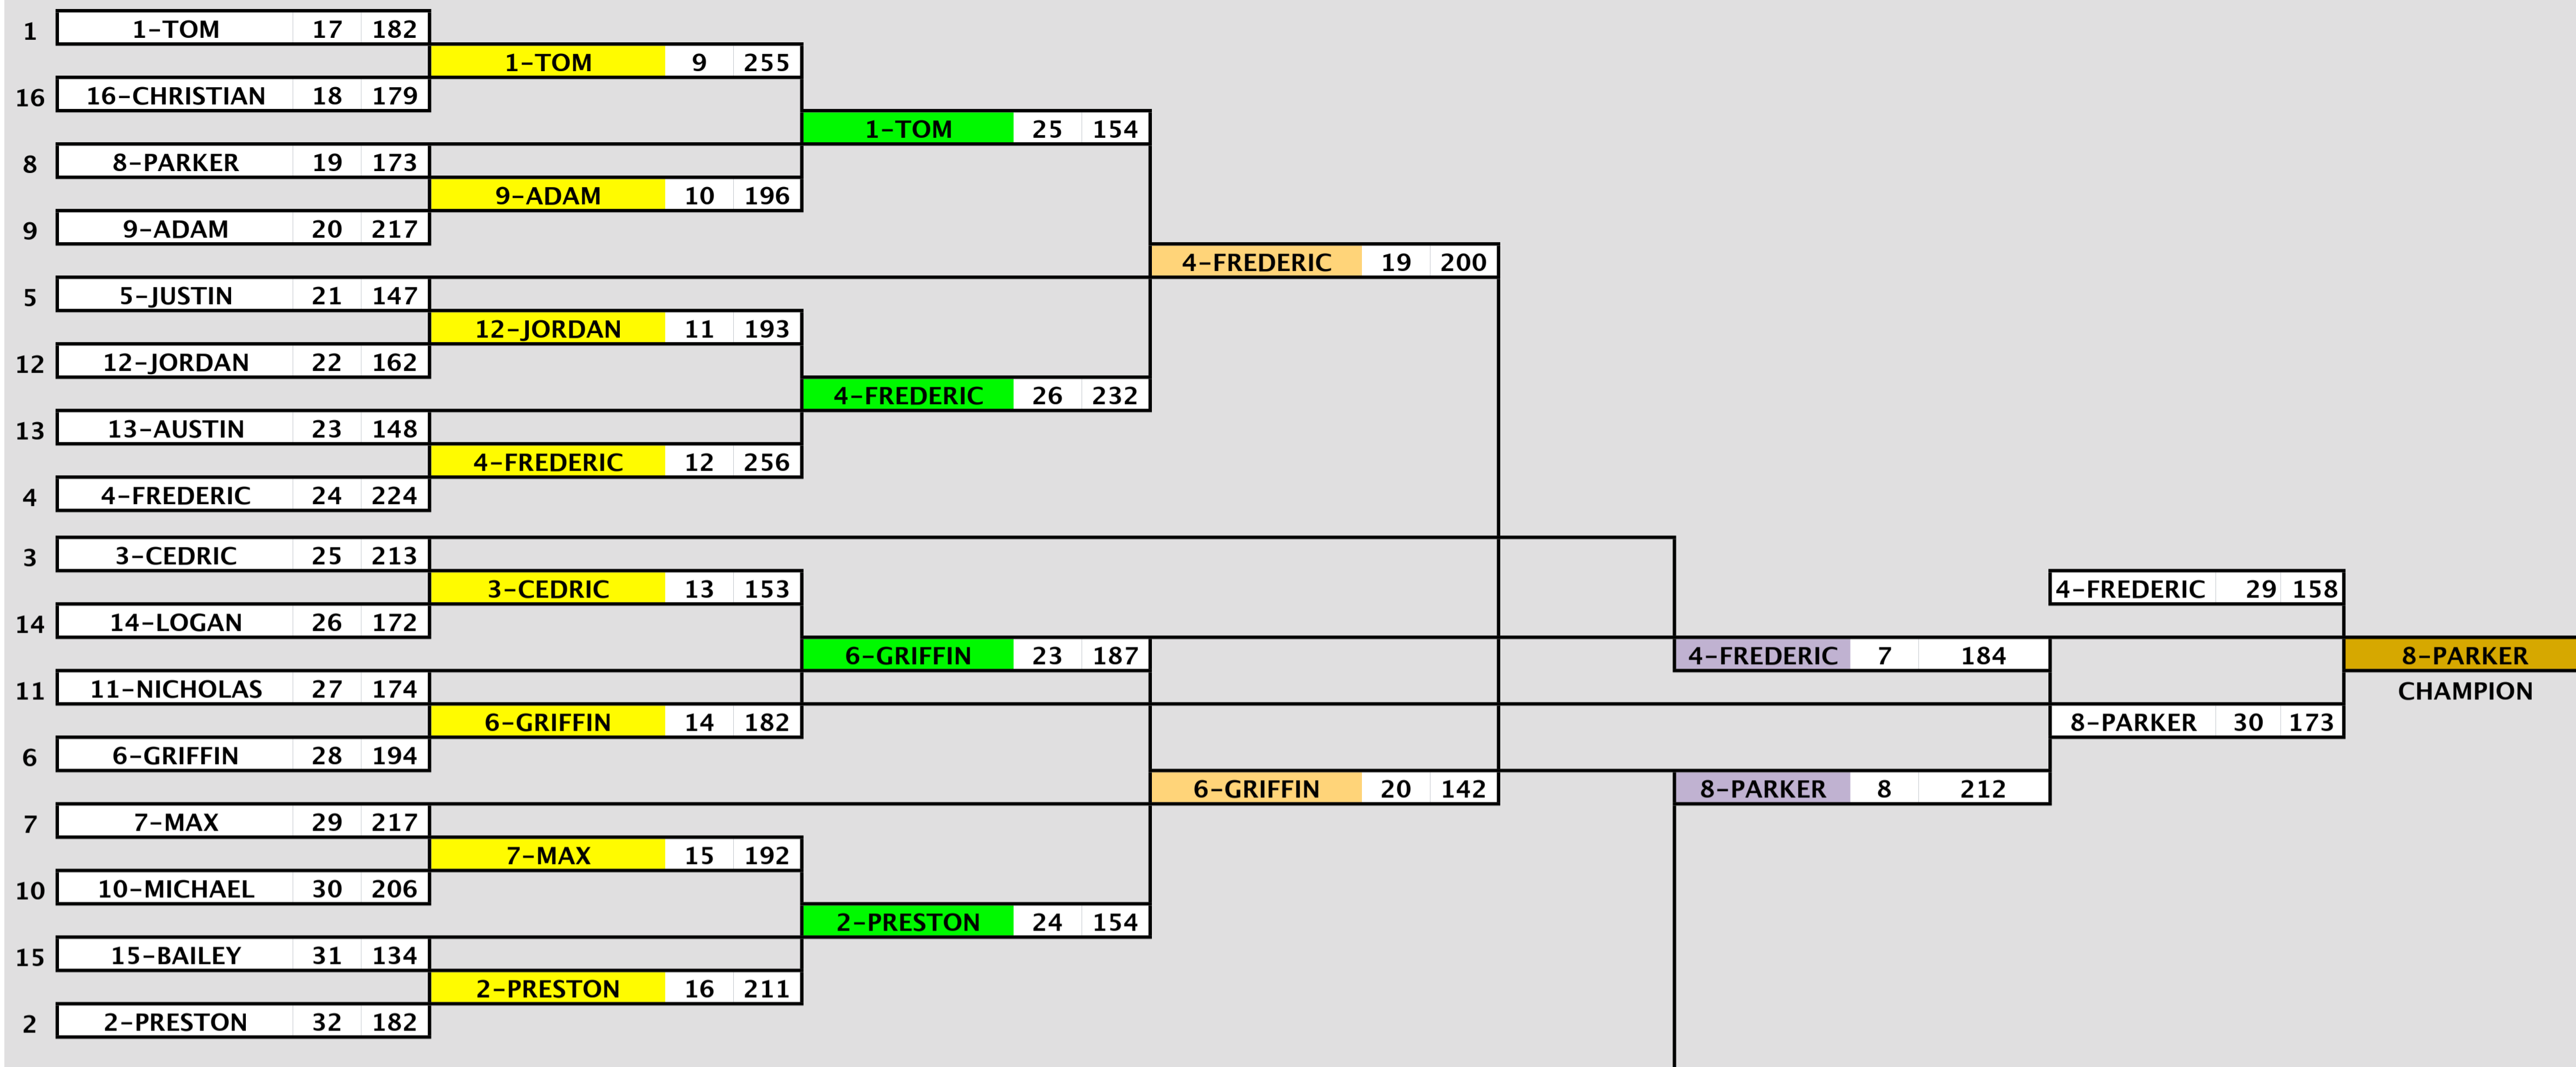 1 1-TOM 17 182
1-TOM 9 255
16 16-CHRISTIAN 18 179
1-TOM 25 154
8 8-PARKER 19 173
9-ADAM 10 196
9 9-ADAM 20 217
4-FREDERIC 19 200
5 5-JUSTIN 21 147
12-JORDAN 11 193
12 12-JORDAN 22 162
4-FREDERIC 26 232
13 13-AUSTIN 23 148
4-FREDERIC 12 256
4 4-FREDERIC 24 224
3 3-CEDRIC 25 213
3-CEDRIC 13 153 4-FREDERIC 29 158
14 14-LOGAN 26 172
6-GRIFFIN 23 187 4-FREDERIC 7 184 8-PARKER
11 11-NICHOLAS 27 174 CHAMPION
6-GRIFFIN 14 182 8-PARKER 30 173
6 6-GRIFFIN 28 194
6-GRIFFIN 20 142 8-PARKER 8 212
7 7-MAX 29 217
7-MAX 15 192
10 10-MICHAEL 30 206
2-PRESTON 24 154
15 15-BAILEY 31 134
2-PRESTON 16 211
2 2-PRESTON 32 182